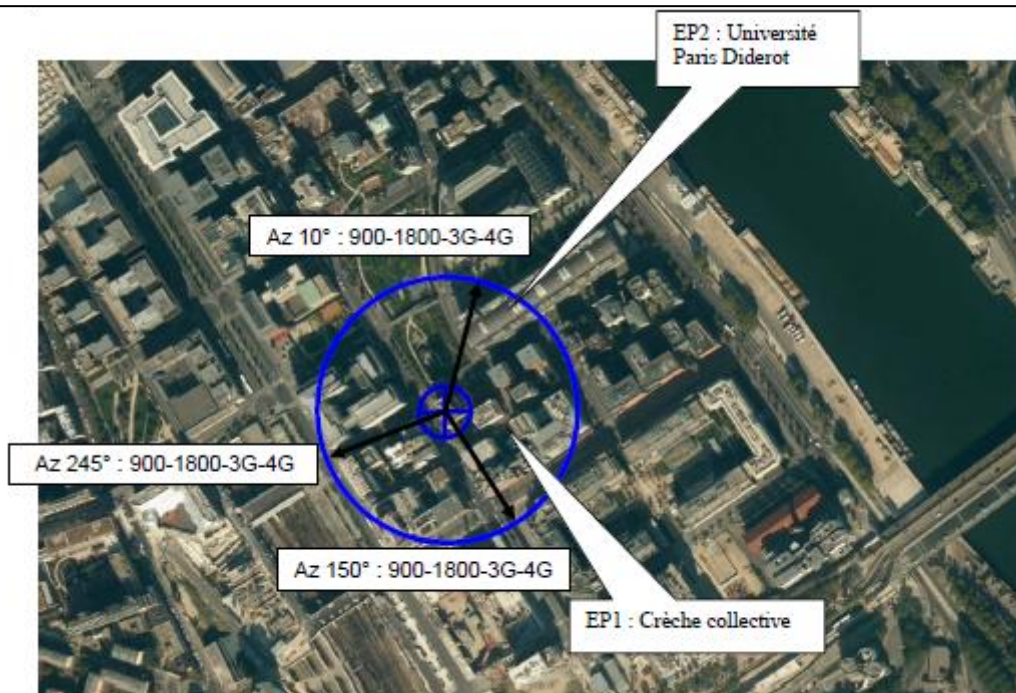 EP2 : Université
Paris Diderot
Az 10° : 900-1800-3G-4G
Az 245° : 900-1800-3G-4G
Az 150° : 900-1800-3G-4G
EP1 : Crèche collective